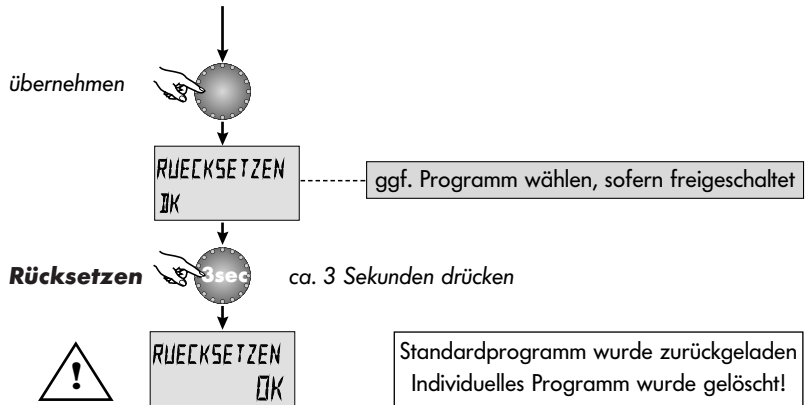 übernehmen
RUECKSETZEN
DK
ggf. Programm wählen, sofern freigeschaltet
Rücksetzen
3sec
ca. 3 Sekunden drücken
!
RUECKSETZEN
OK
Standardprogramm wurde zurückgeladen
Individuelles Programm wurde gelöscht!